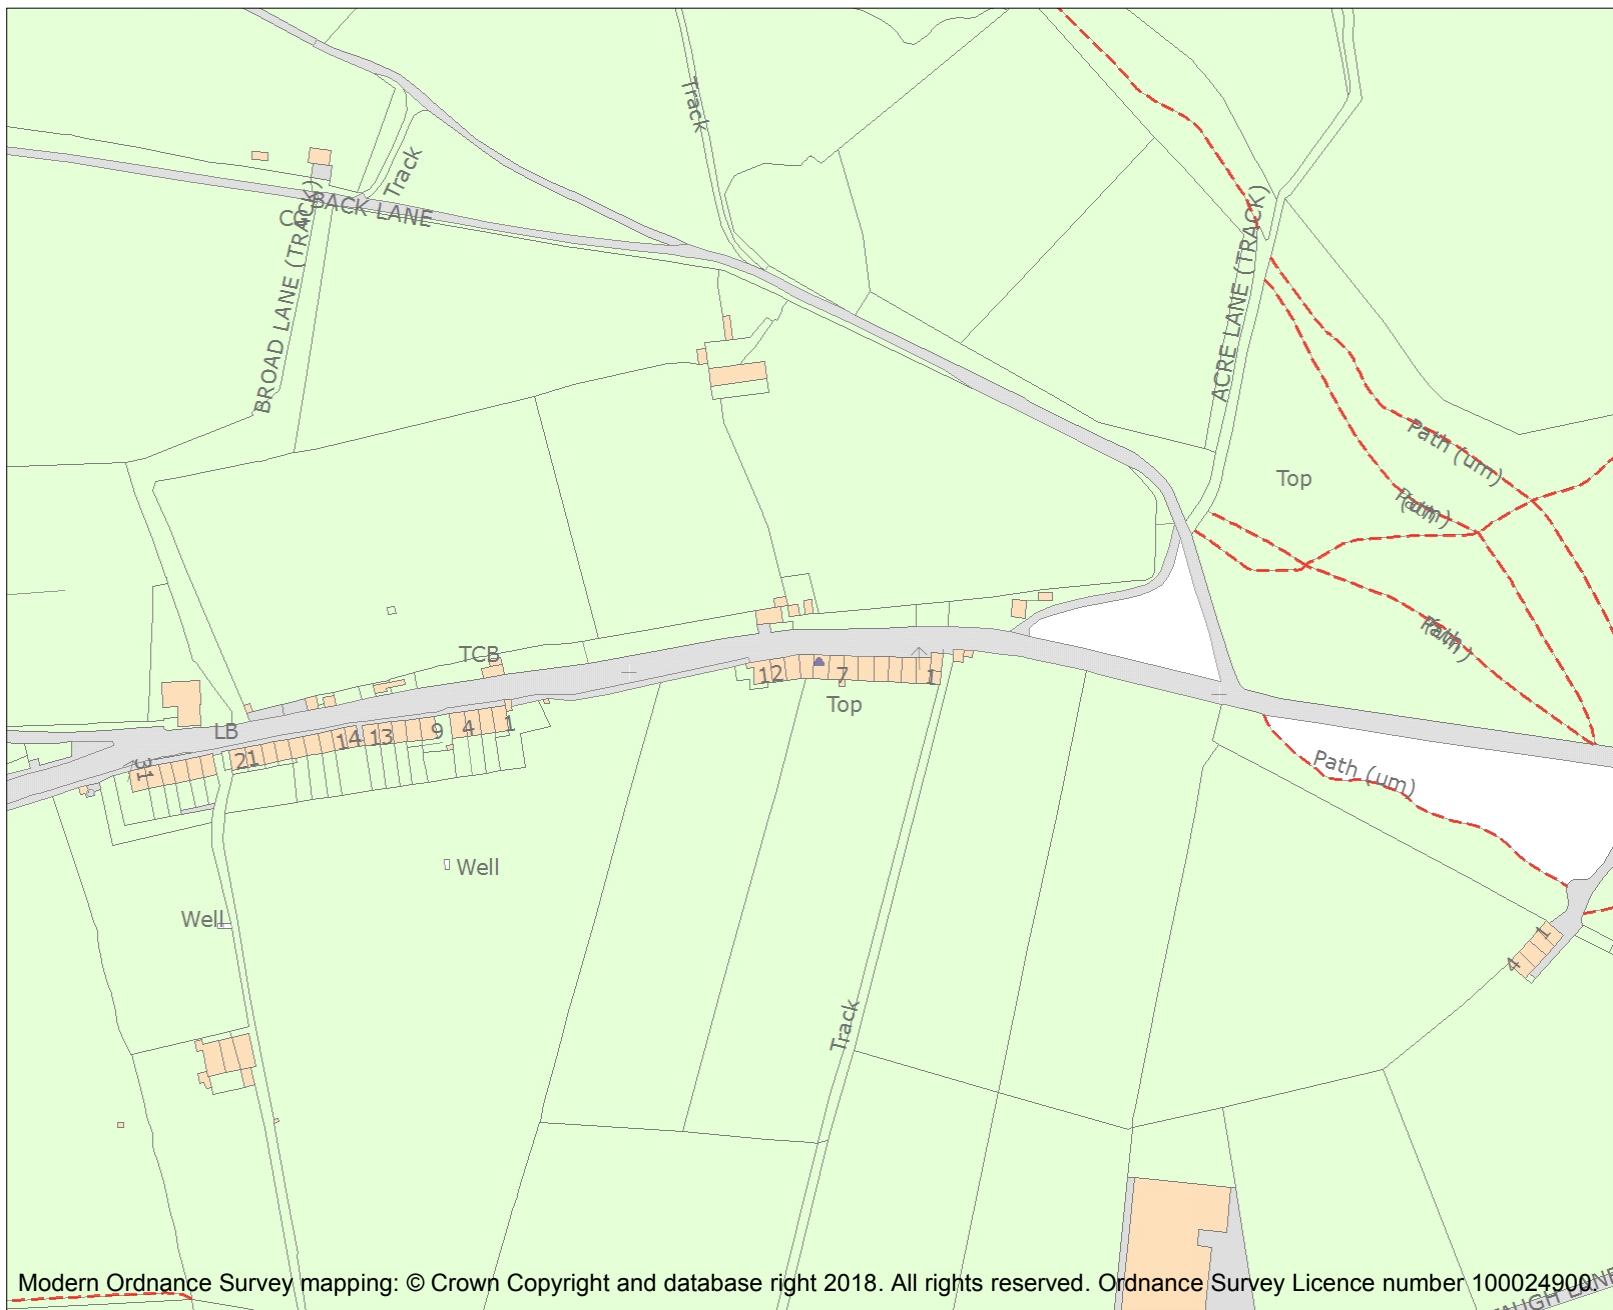 Track
Track
BACK LANE
CG
BROAD LANE (TRACK)
ACRE LANE (TRACK)
Path (um)
Top
Path
(um)
Path
(um)
TCB
12
7
1
Top
LB
31
21
14
13
9
4
1
Path (um)
Well
Well
1
4
Track
Modern Ordnance Survey mapping: © Crown Copyright and database right 2018. All rights reserved. Ordnance Survey Licence number 100024900.